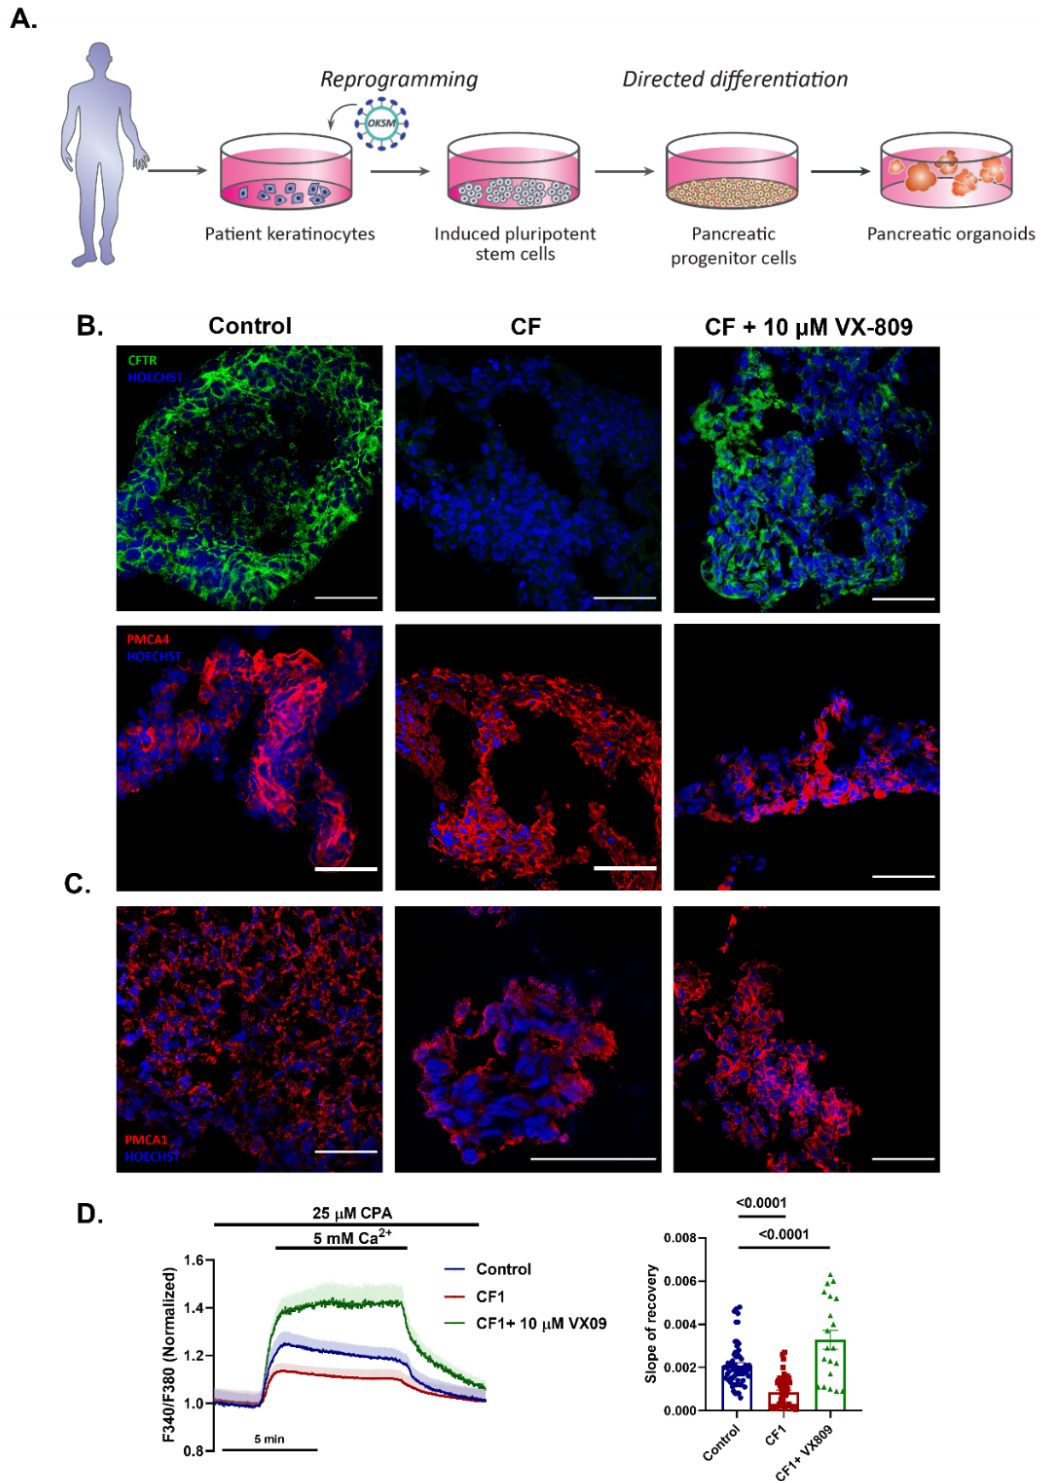 A.
Reprogramming
Directed differentiation
OKSM
Patient keratinocytes
Induced pluripotent
stem cells
Pancreatic
progenitor cells
Pancreatic organoids
B.
Control
CF
CF + 10 µM VX-809
CFTR
HOECHST
PMCA4
HOECHST
C.
PMCA1
HOECHST
D.
25 µM CPA
5 mM Ca²⁺
F340/F380 (Normalized)
1.6
1.4
1.2
1.0
0.8
5 min
Control
CF1
CF1+ 10 µM VX09
<0.0001
<0.0001
Slope of recovery
0.008
0.006
0.004
0.002
0.000
Control
CF1
CF1+ VX809